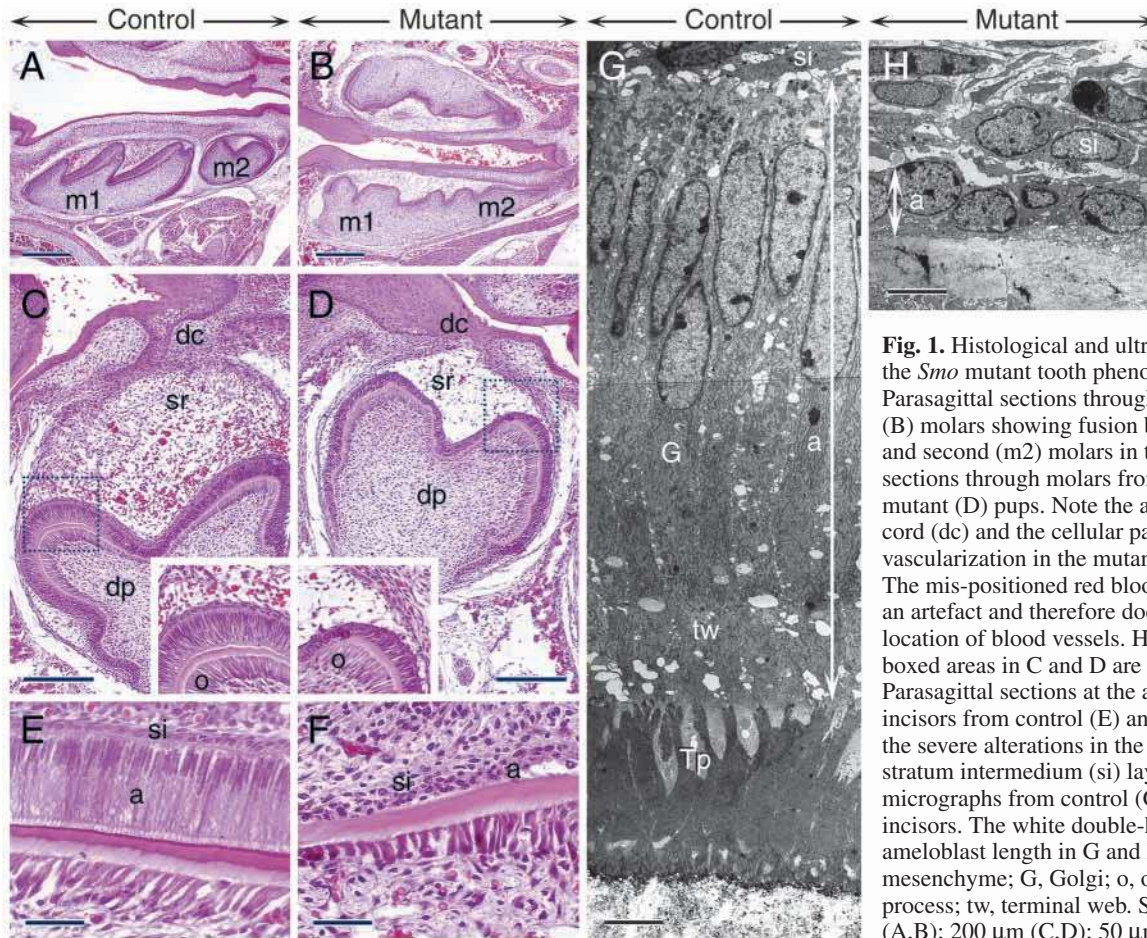 Control
Mutant
Control
Mutant
A
m1
m2
B
m1
m2
C
dc
sr
dp
o
D
dc
sr
dp
o
E
si
a
F
si
a
G
si
G
a
tw
Tp
H
si
a
Fig. 1. Histological and ultr
the Smo mutant tooth pheno
Parasagittal sections through
(B) molars showing fusion b
and second (m2) molars in t
sections through molars from
mutant (D) pups. Note the a
cord (dc) and the cellular pa
vascularization in the mutan
The mis-positioned red bloo
an artefact and therefore doe
location of blood vessels. H
boxed areas in C and D are
Parasagittal sections at the a
incisors from control (E) an
the severe alterations in the
stratum intermedium (si) lay
micrographs from control (G
incisors. The white double-h
ameloblast length in G and
mesenchyme; G, Golgi; o, o
process; tw, terminal web. S
(A,B); 200 μm (C,D); 50 μm